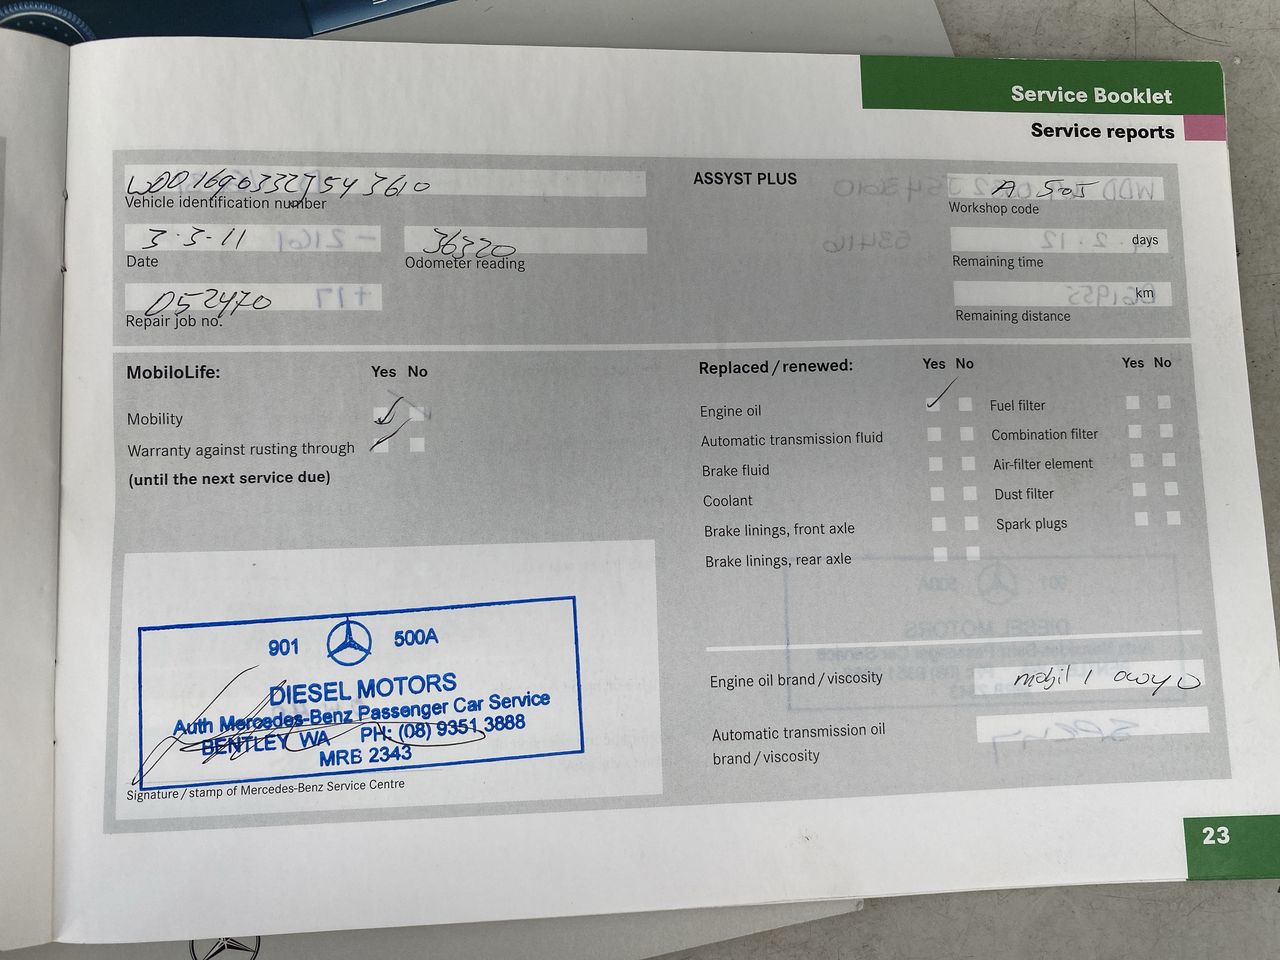 Service Booklet
Service reports
WDD1690332J543610
Vehicle identification number
ASSYST PLUS
A 505
Workshop code
3·3·11
Date
36320
Odometer reading
days
Remaining time
052470
Repair job no.
km
Remaining distance
MobiloLife: Yes No
Mobility
Warranty against rusting through
(until the next service due)
Replaced / renewed: Yes No Yes No
Engine oil Fuel filter
Automatic transmission fluid Combination filter
Brake fluid Air-filter element
Coolant Dust filter
Brake linings, front axle Spark plugs
Brake linings, rear axle
901 500A
DIESEL MOTORS
Auth Mercedes-Benz Passenger Car Service
BENTLEY WA PH: (08) 9351 3888
MRB 2343
Signature / stamp of Mercedes-Benz Service Centre
Engine oil brand / viscosity mobil 1 0W40
Automatic transmission oil
brand / viscosity
23